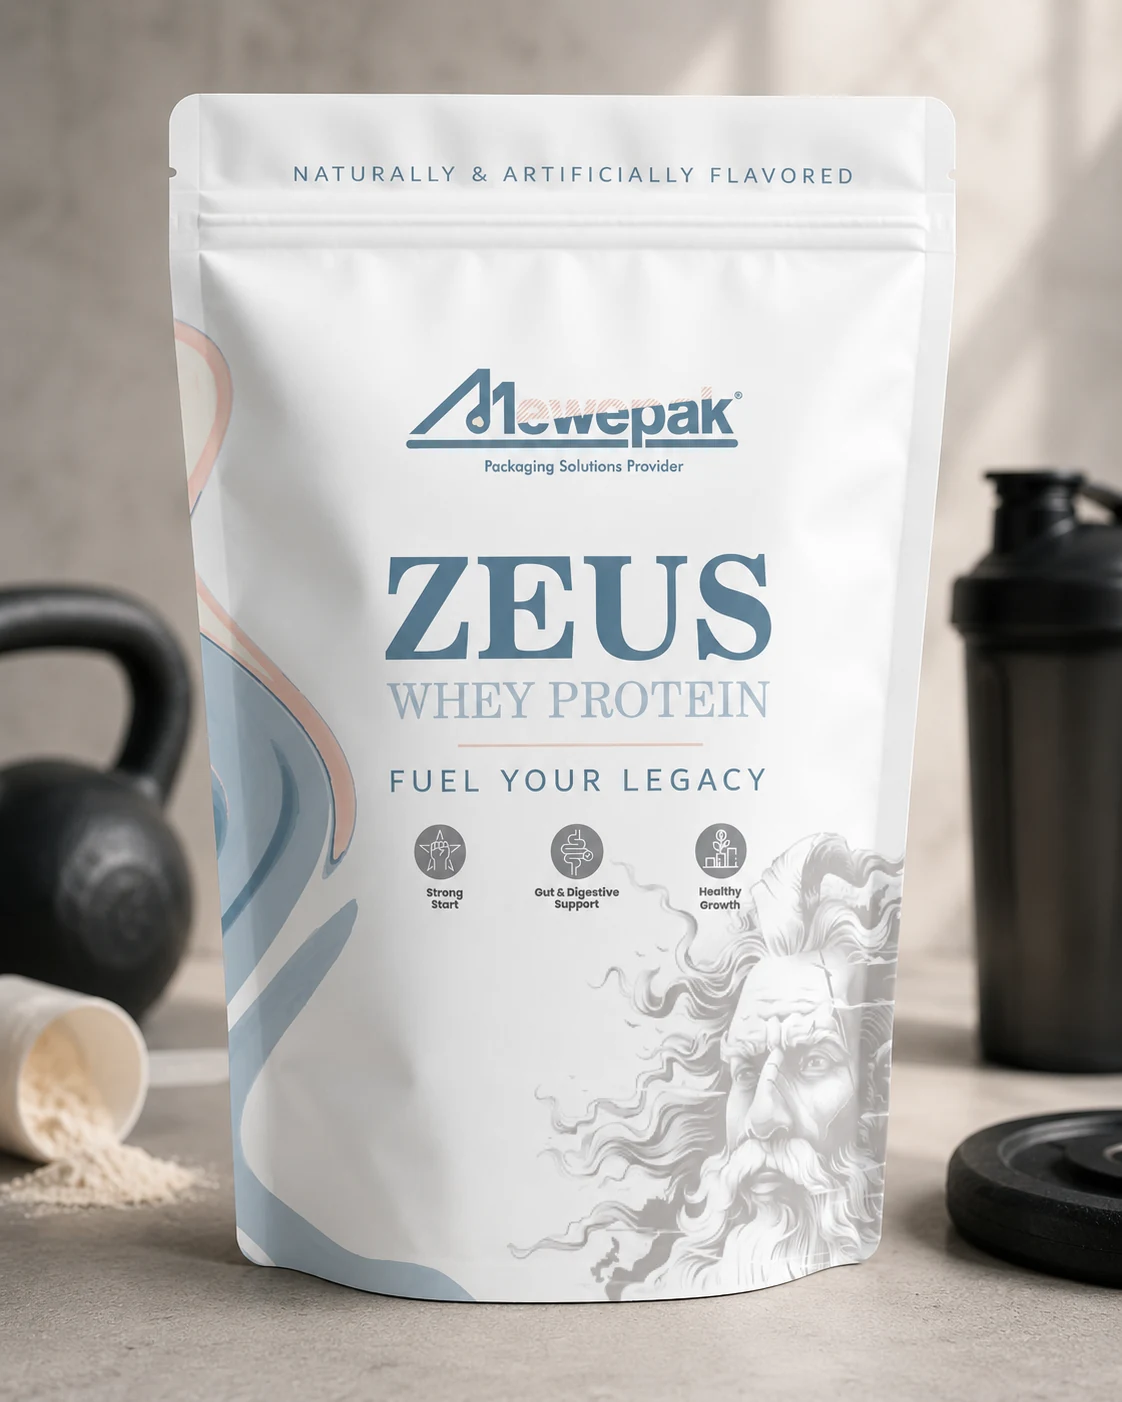 NATURALLY & ARTIFICIALLY FLAVORED
Mewepak®
Packaging Solutions Provider
ZEUS
WHEY PROTEIN
FUEL YOUR LEGACY
Strong
Start
Gut & Digestive
Support
Healthy
Growth